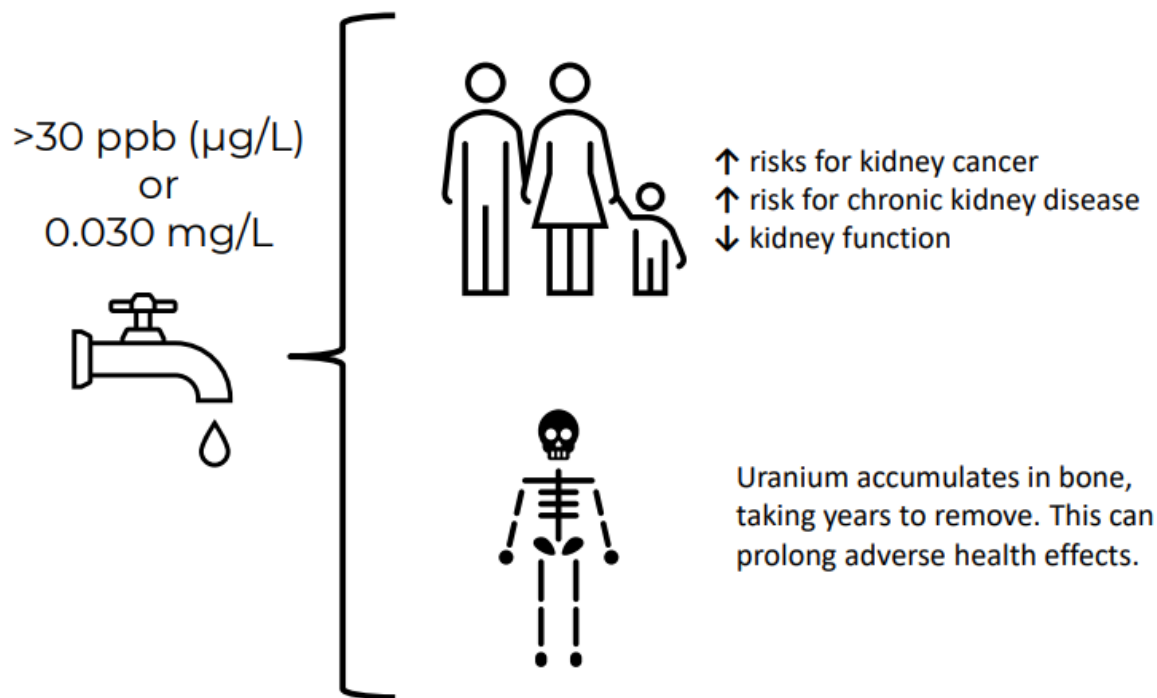 >30 ppb (µg/L)
or
0.030 mg/L
↑ risks for kidney cancer
↑ risk for chronic kidney disease
↓ kidney function
Uranium accumulates in bone,
taking years to remove. This can
prolong adverse health effects.